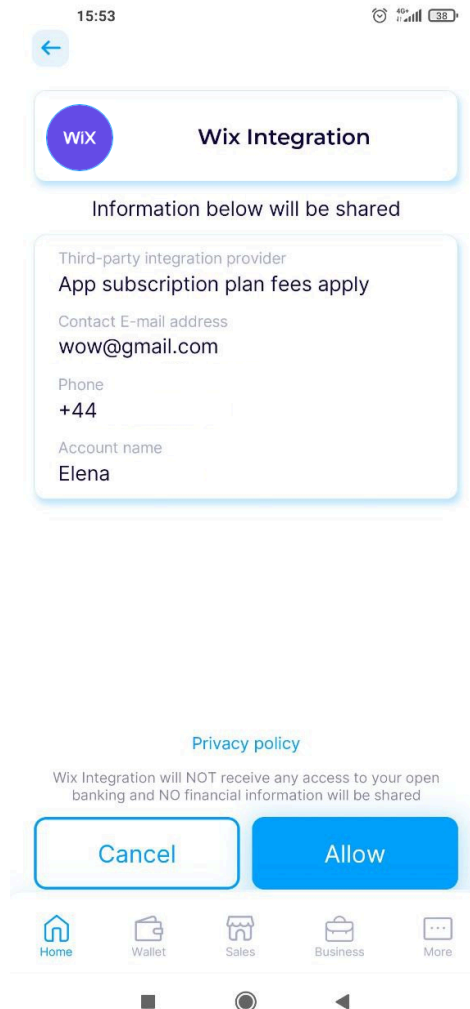 15:53
4G+
38
WiX
Wix Integration
Information below will be shared
Third-party integration provider
App subscription plan fees apply
Contact E-mail address
wow@gmail.com
Phone
+44
Account name
Elena
Privacy policy
Wix Integration will NOT receive any access to your open
banking and NO financial information will be shared
Cancel
Allow
Home
Wallet
Sales
Business
More